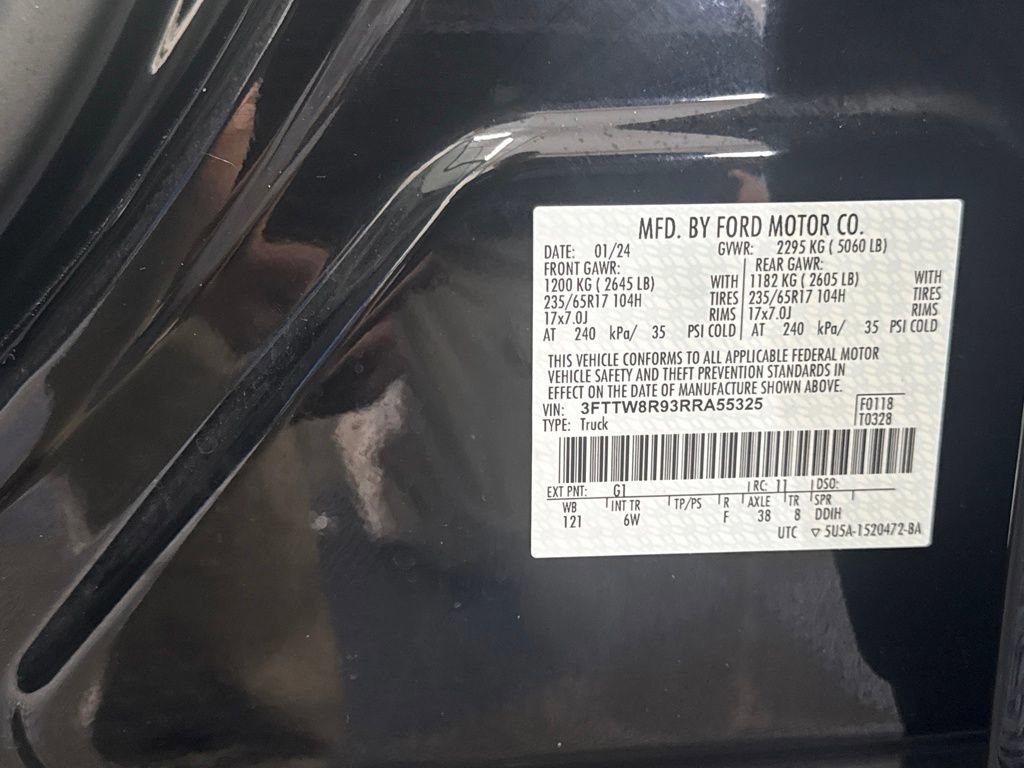 MFD. BY FORD MOTOR CO.
DATE: 01/24 GVWR: 2295 KG ( 5060 LB)
FRONT GAWR: REAR GAWR:
1200 KG ( 2645 LB) WITH 1182 KG ( 2605 LB) WITH
235/65R17 104H TIRES 235/65R17 104H TIRES
17x7.0J RIMS 17x7.0J RIMS
AT 240 kPa/ 35 PSI COLD AT 240 kPa/ 35 PSI COLD
THIS VEHICLE CONFORMS TO ALL APPLICABLE FEDERAL MOTOR
VEHICLE SAFETY AND THEFT PREVENTION STANDARDS IN
EFFECT ON THE DATE OF MANUFACTURE SHOWN ABOVE.
VIN: 3FTTW8R93RRA55325 F0118
TYPE: Truck T0328
EXT PNT: G1 RC: 11 DSO:
WB INT TR TP/PS R AXLE TR SPR
121 6W F 38 8 DDIH
UTC ▽ 5U5A-1520472-BA